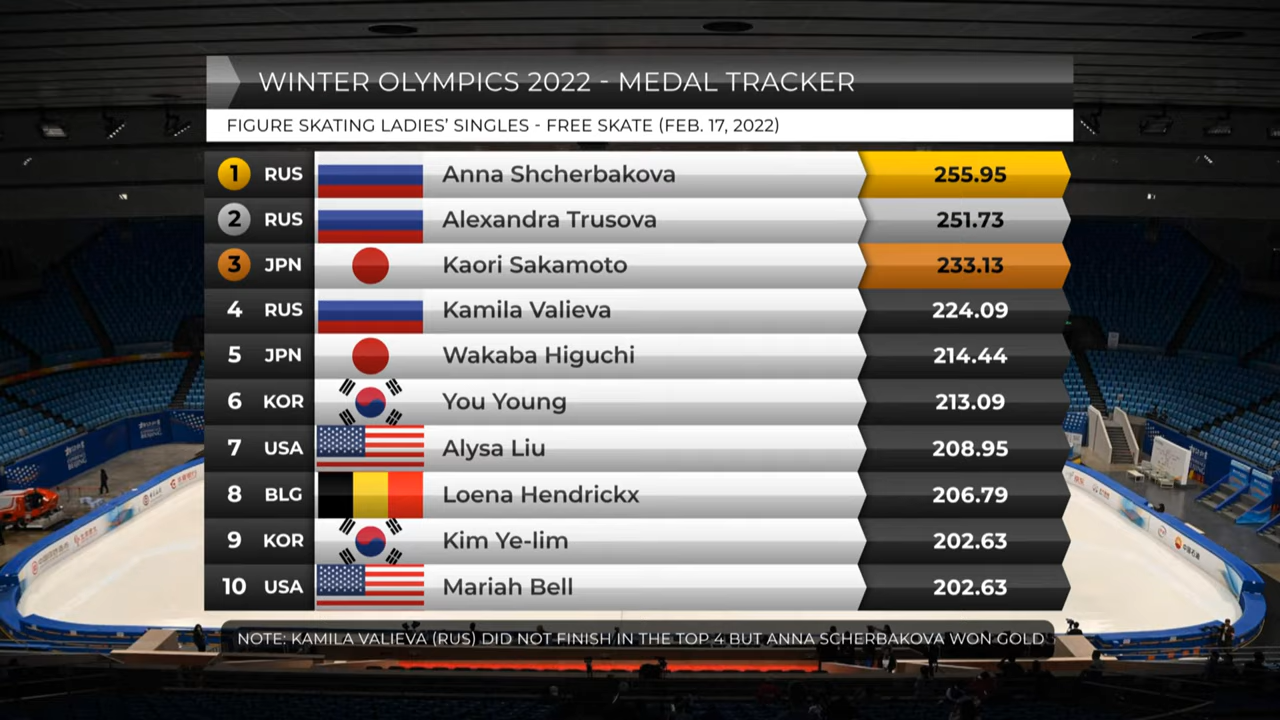 WINTER OLYMPICS 2022 - MEDAL TRACKER
FIGURE SKATING LADIES' SINGLES - FREE SKATE (FEB. 17, 2022)
1 RUS Anna Shcherbakova 255.95
2 RUS Alexandra Trusova 251.73
3 JPN Kaori Sakamoto 233.13
4 RUS Kamila Valieva 224.09
5 JPN Wakaba Higuchi 214.44
6 KOR You Young 213.09
7 USA Alysa Liu 208.95
8 BLG Loena Hendrickx 206.79
9 KOR Kim Ye-lim 202.63
10 USA Mariah Bell 202.63
NOTE: KAMILA VALIEVA (RUS) DID NOT FINISH IN THE TOP 4 BUT ANNA SCHERBAKOVA WON GOLD